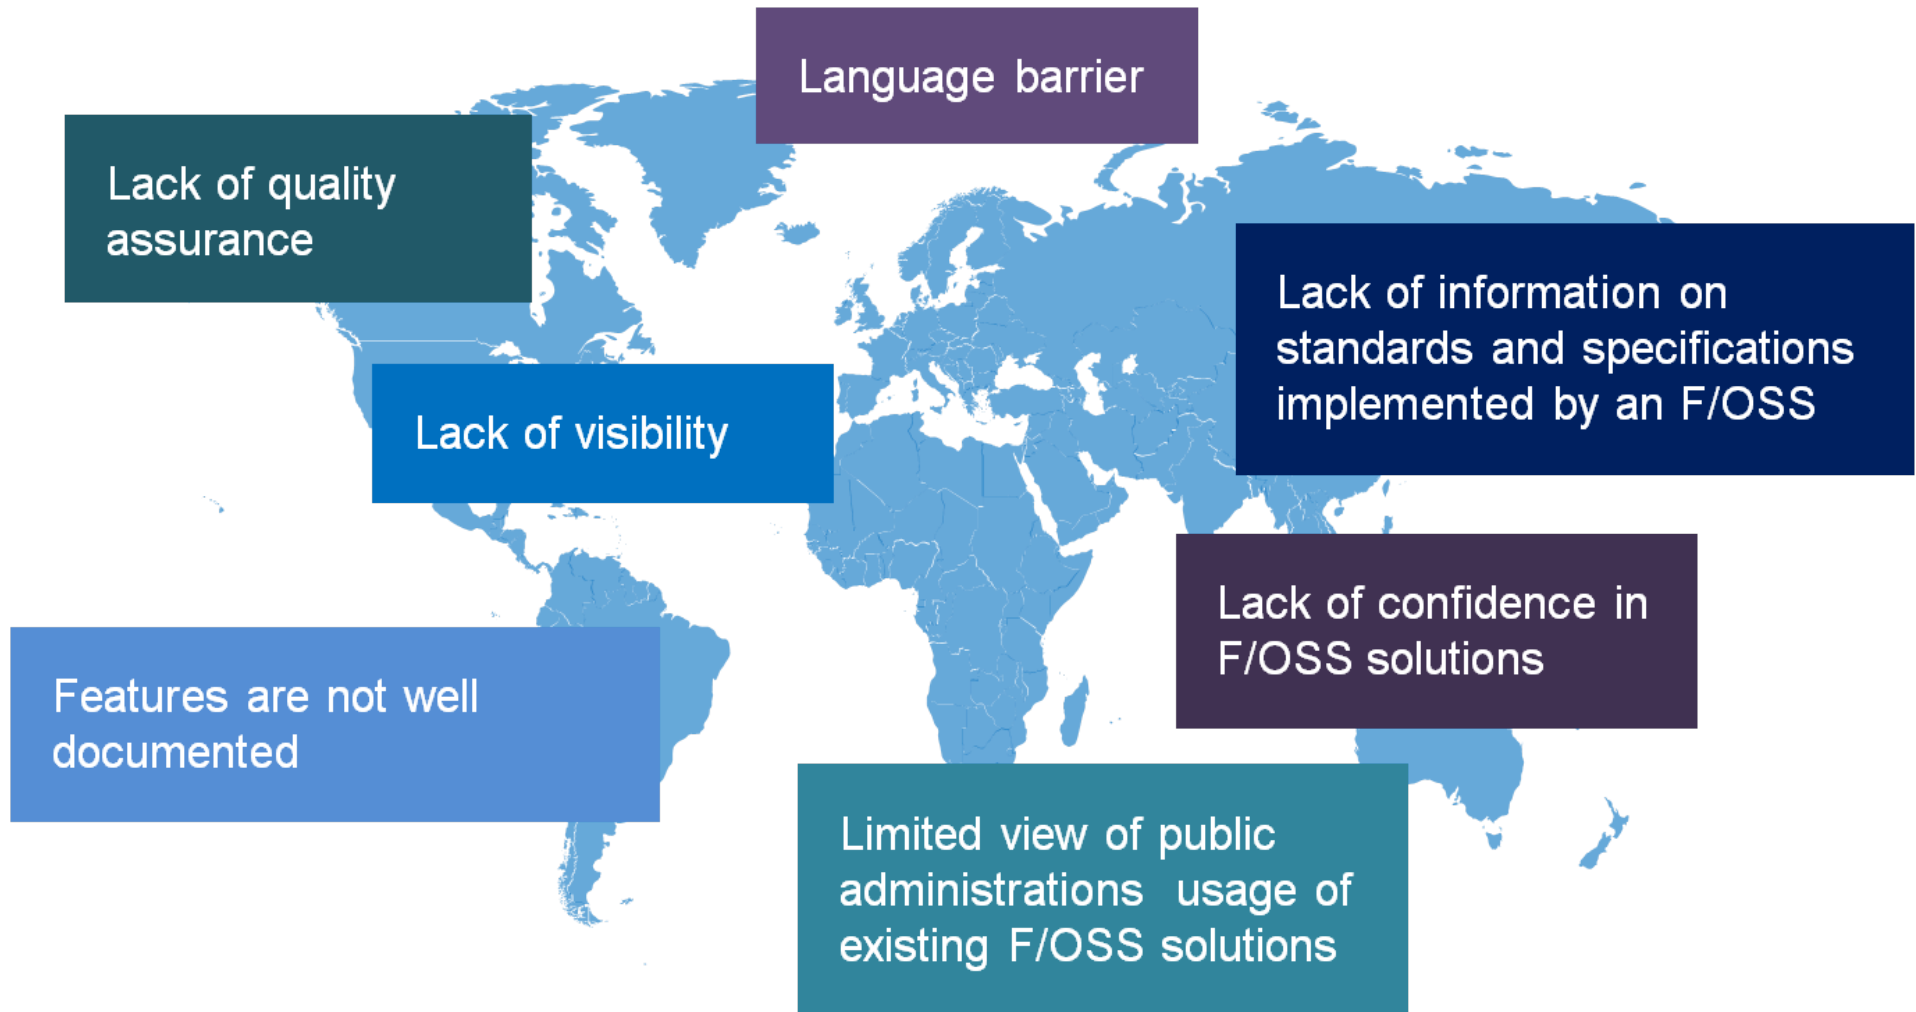 Language barrier
Lack of quality
assurance
Lack of information on
standards and specifications
implemented by an F/OSS
Lack of visibility
Lack of confidence in
F/OSS solutions
Features are not well
documented
Limited view of public
administrations  usage of
existing F/OSS solutions